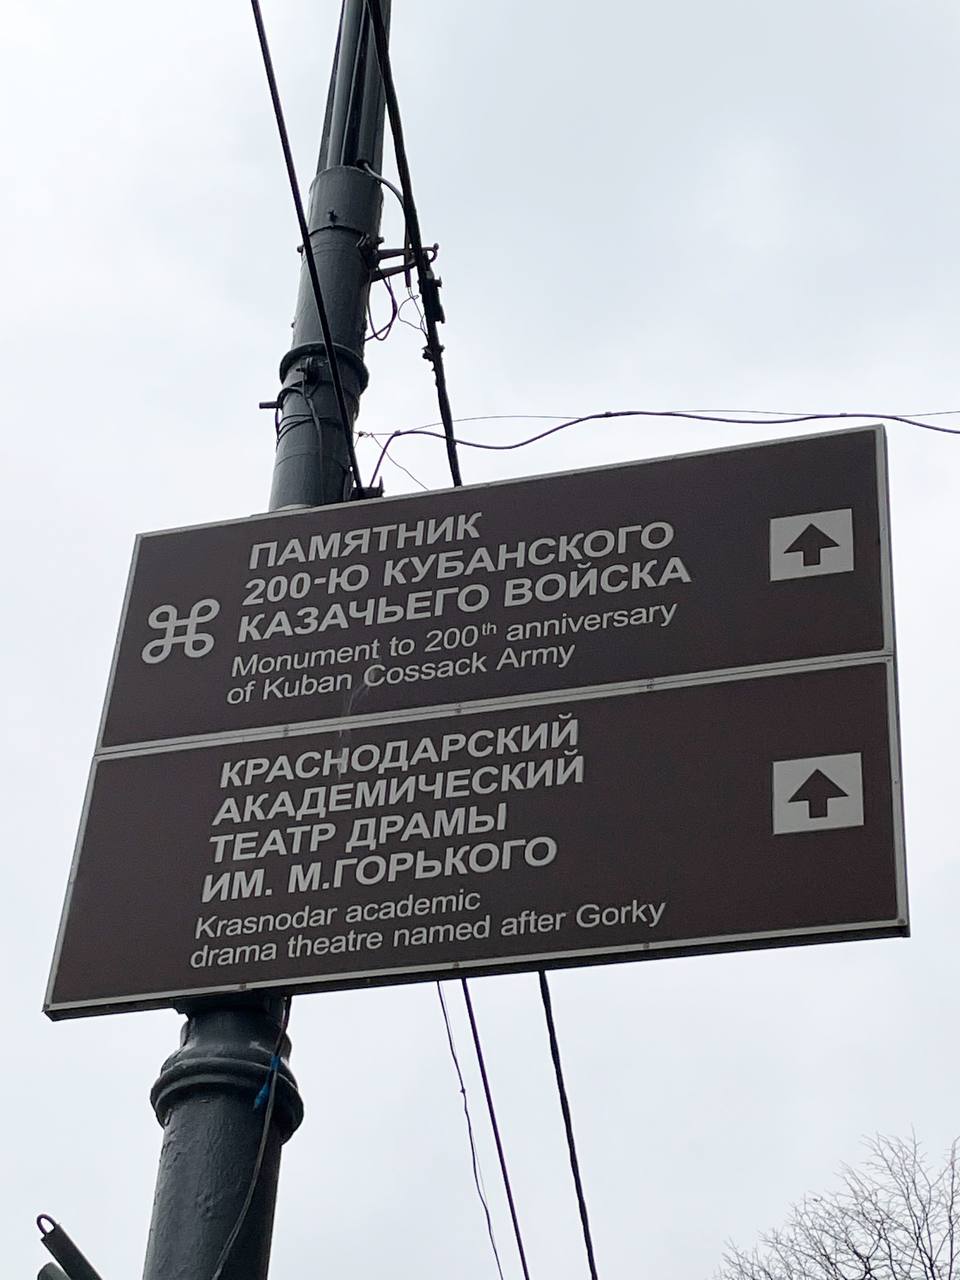 ПАМЯТНИК
200-Ю КУБАНСКОГО
КАЗАЧЬЕГО ВОЙСКА
Monument to 200th anniversary
of Kuban Cossack Army
КРАСНОДАРСКИЙ
АКАДЕМИЧЕСКИЙ
ТЕАТР ДРАМЫ
ИМ. М.ГОРЬКОГО
Krasnodar academic
drama theatre named after Gorky